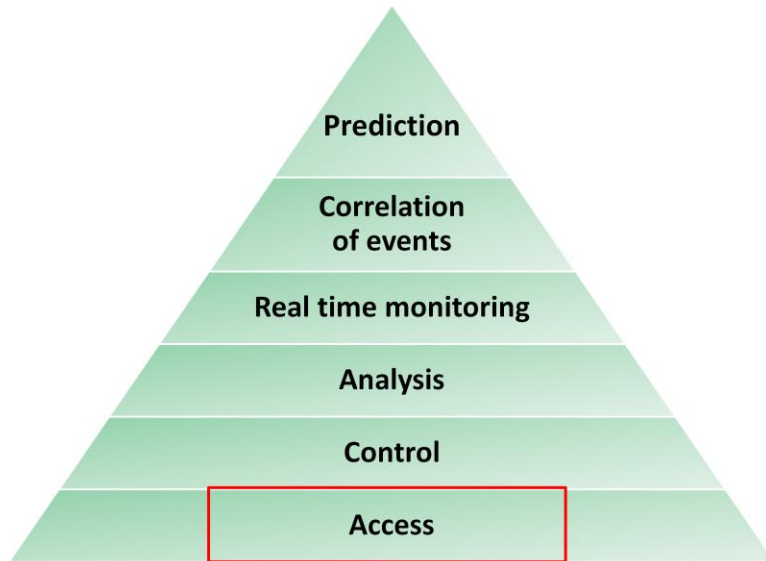 Prediction
Correlation
of events
Real time monitoring
Analysis
Control
Access